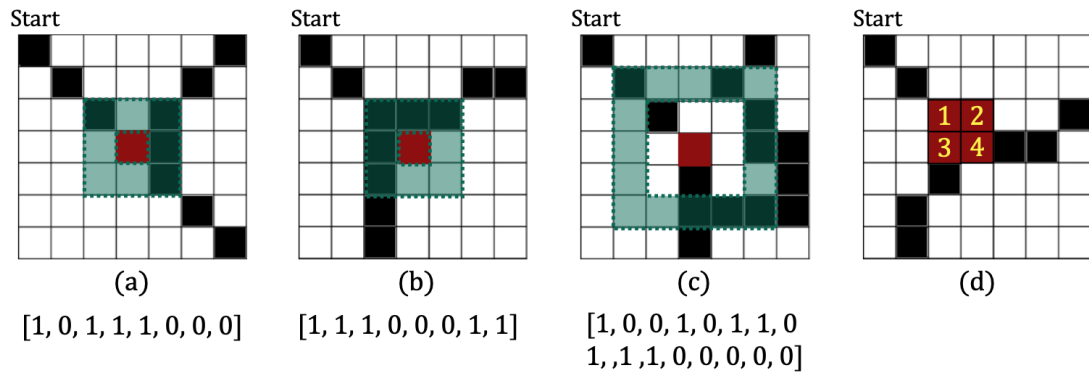 Start Start Start Start
1 2
3 4
(a) (b) (c) (d)
[1, 0, 1, 1, 1, 0, 0, 0] [1, 1, 1, 0, 0, 0, 1, 1] [1, 0, 0, 1, 0, 1, 1, 0
1, ,1 ,1, 0, 0, 0, 0, 0]